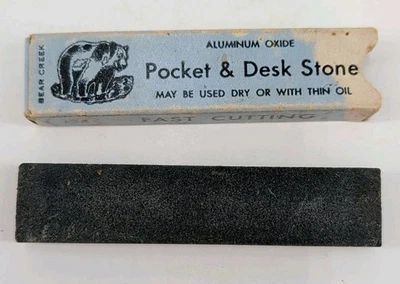 BEAR CREEK
ALUMINUM OXIDE
Pocket & Desk Stone
MAY BE USED DRY OR WITH THIN OIL
FAST CUTTING